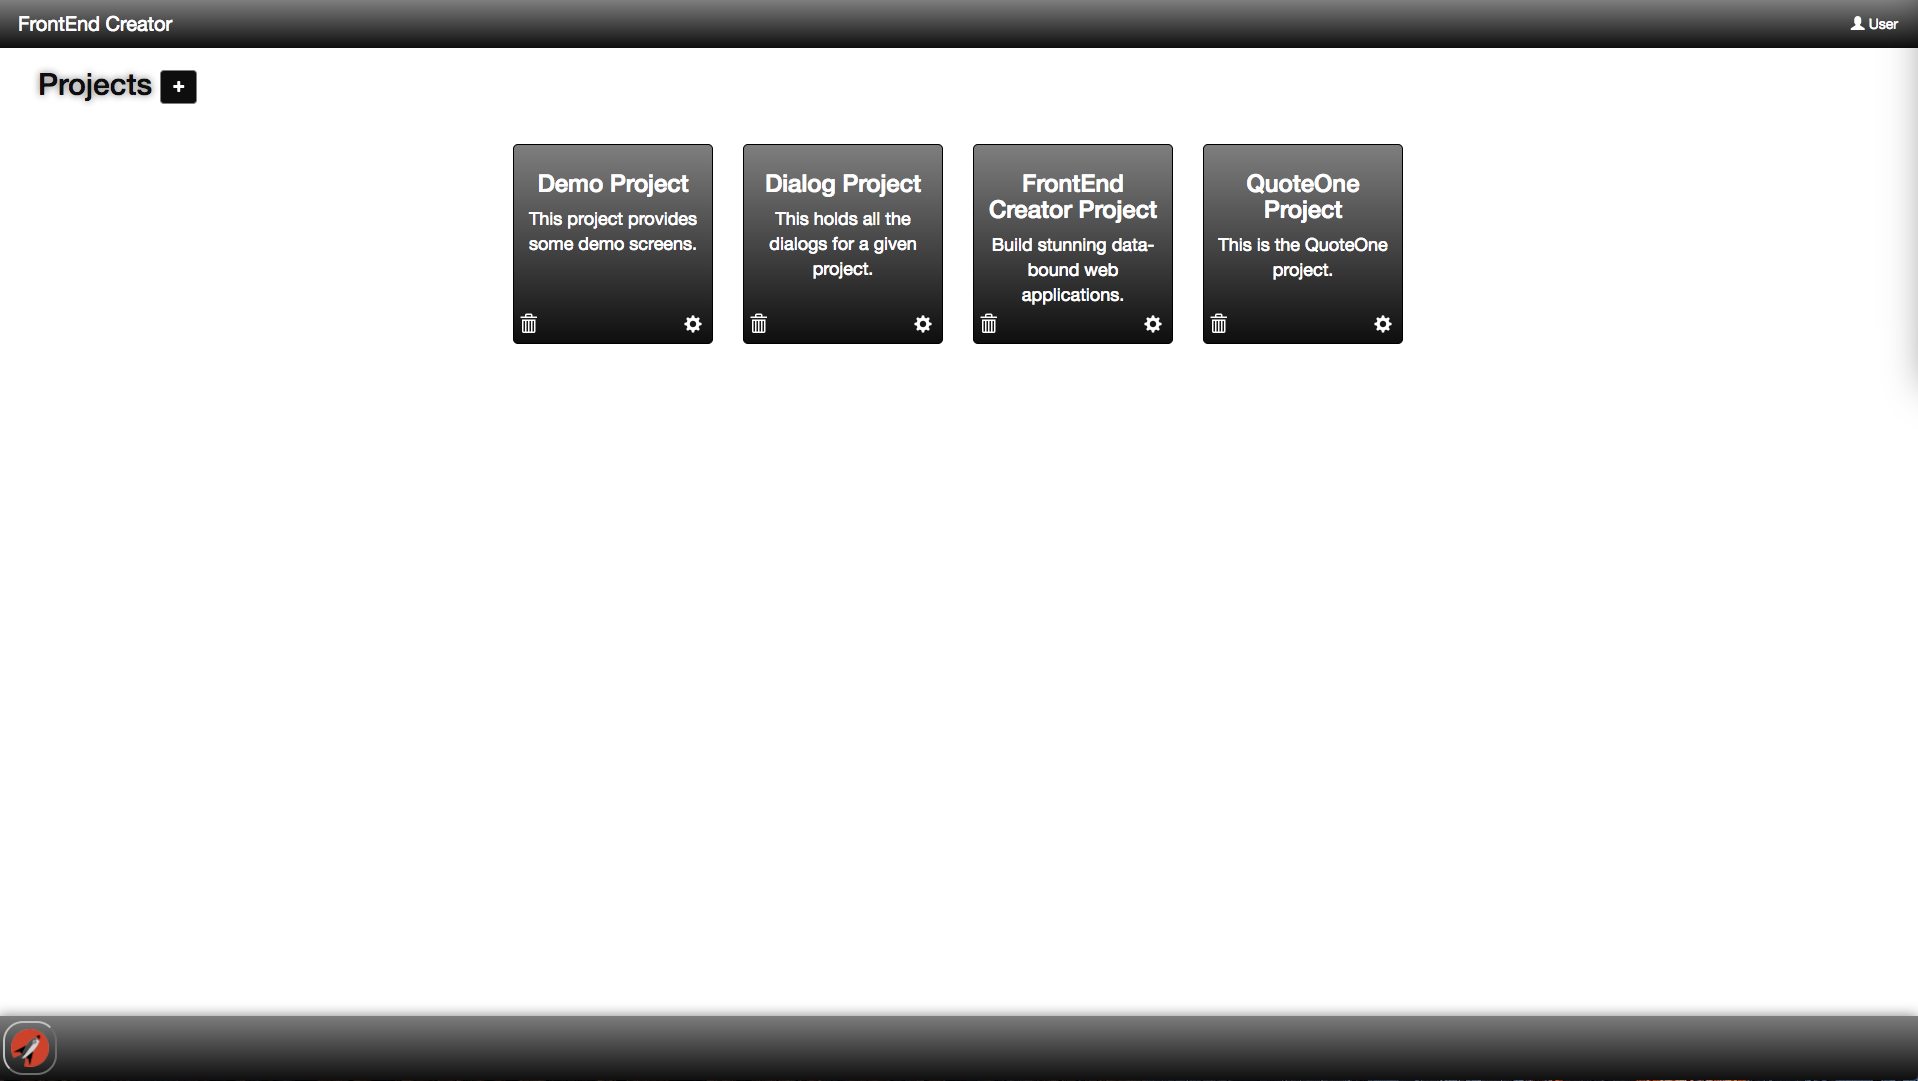 FrontEnd Creator
User
Projects +
Demo Project
This project provides
some demo screens.
Dialog Project
This holds all the
dialogs for a given
project.
FrontEnd
Creator Project
Build stunning data-
bound web
applications.
QuoteOne
Project
This is the QuoteOne
project.